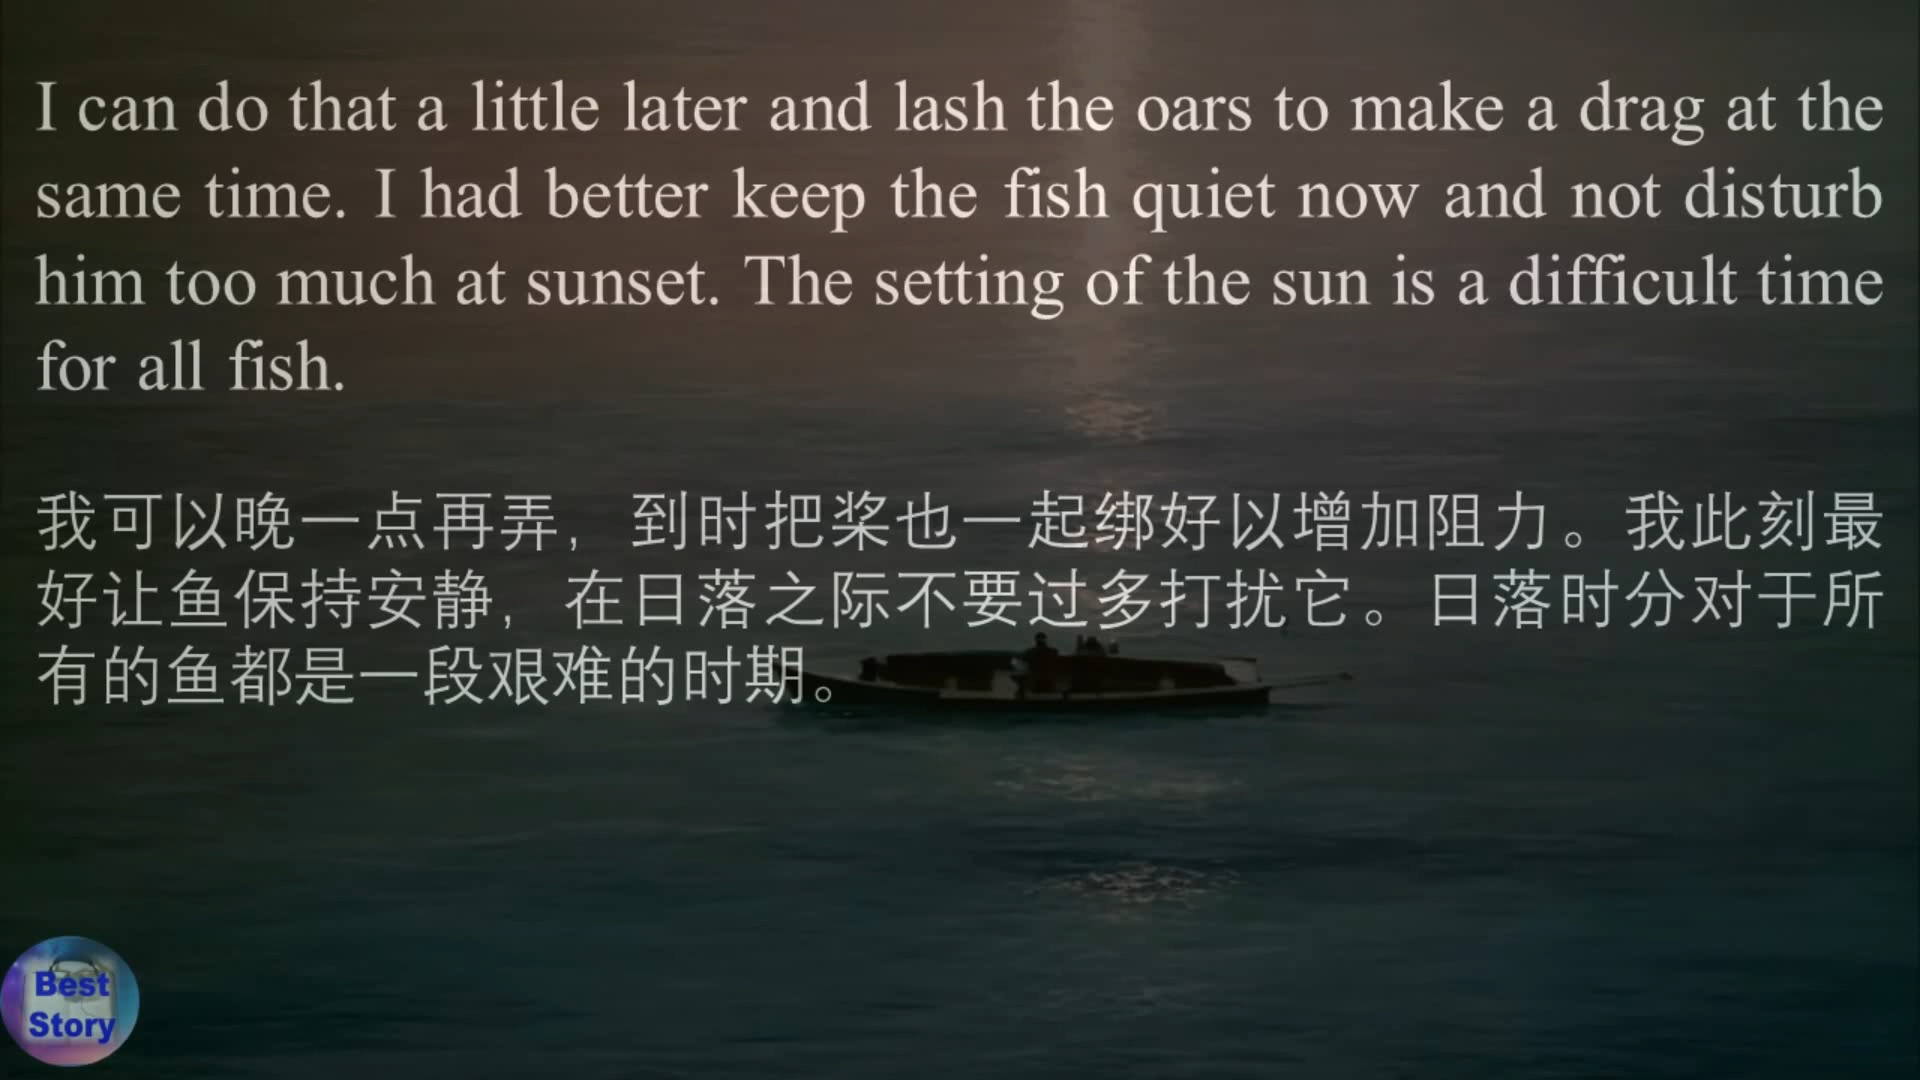 I can do that a little later and lash the oars to make a drag at the
same time. I had better keep the fish quiet now and not disturb
him too much at sunset. The setting of the sun is a difficult time
for all fish.
我可以晚一点再弄，到时把桨也一起绑好以增加阻力。我此刻最
好让鱼保持安静，在日落之际不要过多打扰它。日落时分对于所
有的鱼都是一段艰难的时期。
Best
Story